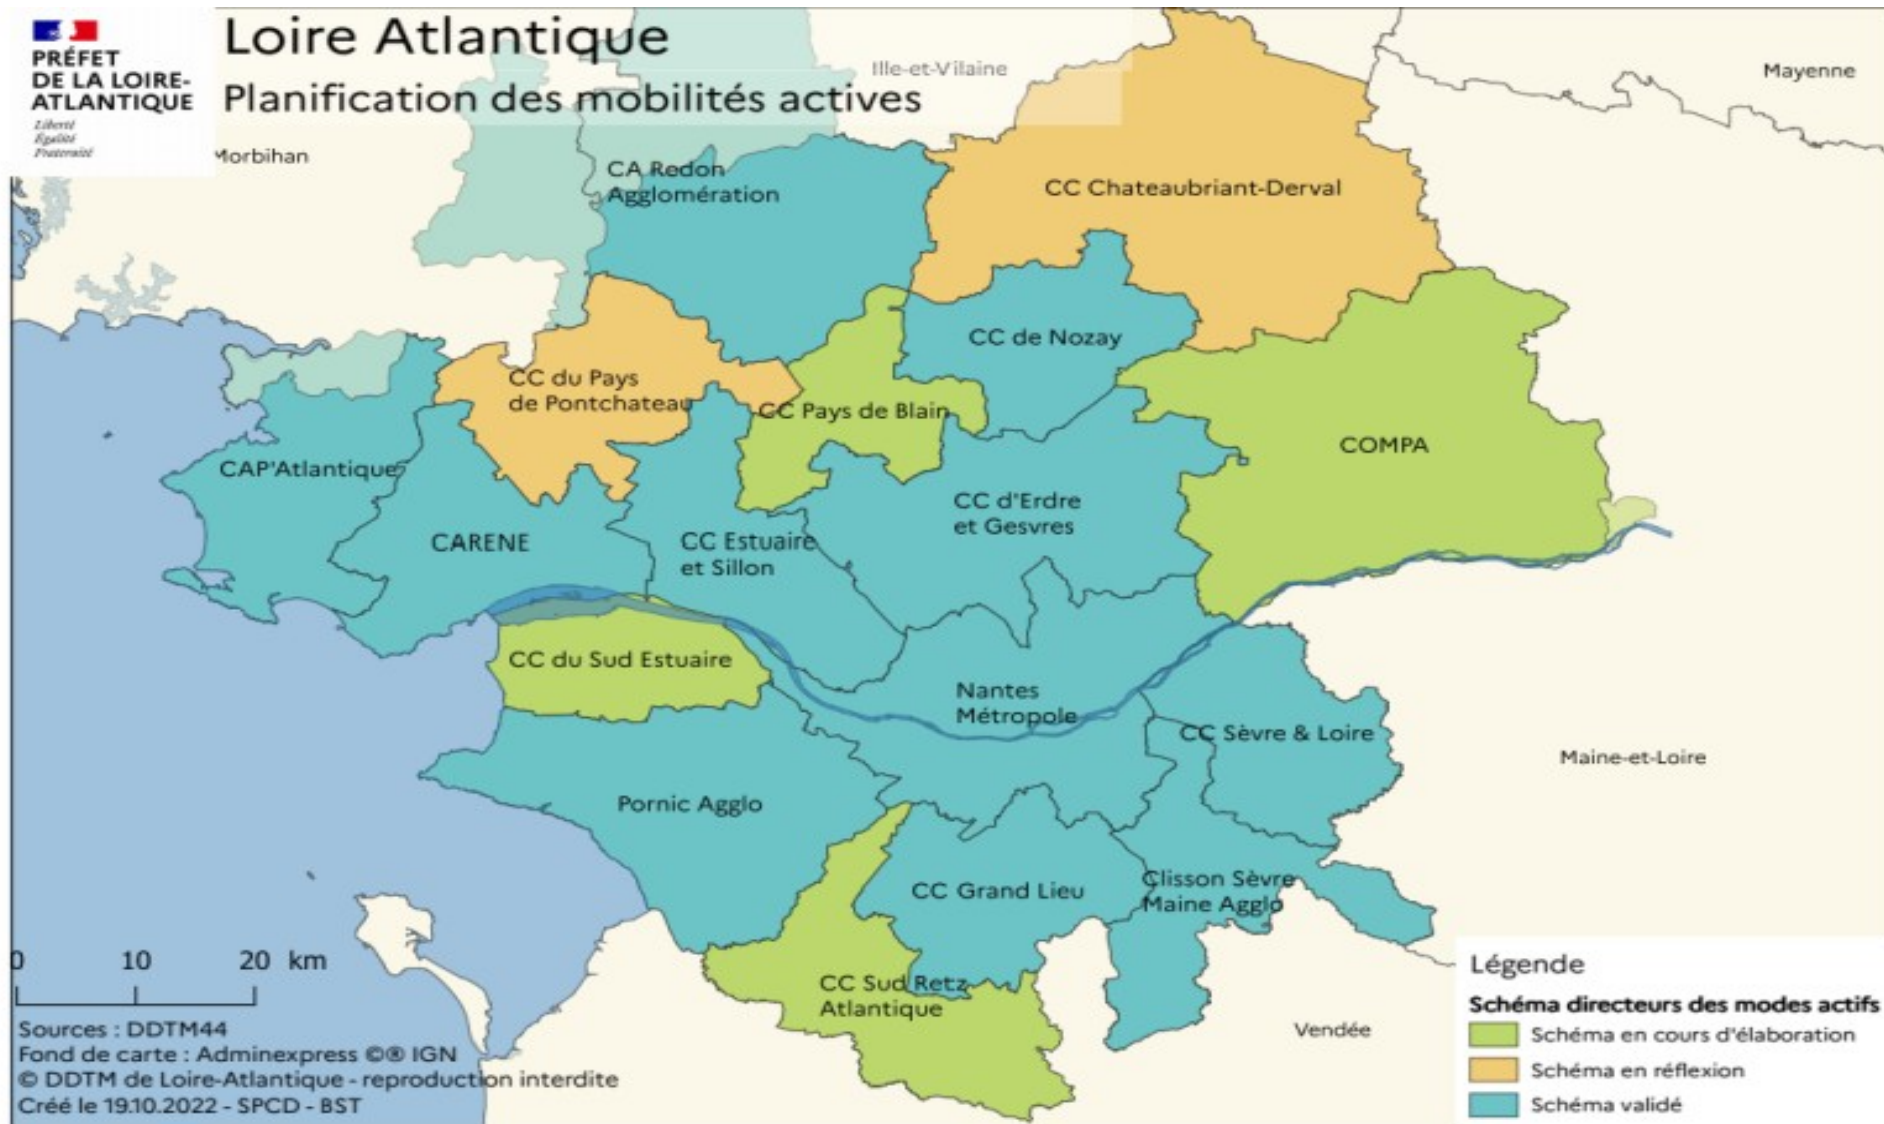 PRÉFET
DE LA LOIRE-
ATLANTIQUE
Liberté
Égalité
Fraternité
Loire Atlantique
Planification des mobilités actives
Ille-et-Vilaine
Mayenne
Morbihan
CA Redon
Agglomération
CC Chateaubriant-Derval
CC de Nozay
CC du Pays
de Pontchateau
CC Pays de Blain
COMPA
CAP'Atlantique
CC d'Erdre
et Gesvres
CARENE
CC Estuaire
et Sillon
CC du Sud Estuaire
Nantes
Métropole
CC Sèvre & Loire
Maine-et-Loire
Pornic Agglo
CC Grand Lieu
Clisson Sèvre
Maine Agglo
CC Sud Retz
Atlantique
Vendée
0 10 20 km
Sources : DDTM44
Fond de carte : Adminexpress ©® IGN
© DDTM de Loire-Atlantique - reproduction interdite
Créé le 19.10.2022 - SPCD - BST
Légende
Schéma directeurs des modes actifs
Schéma en cours d'élaboration
Schéma en réflexion
Schéma validé